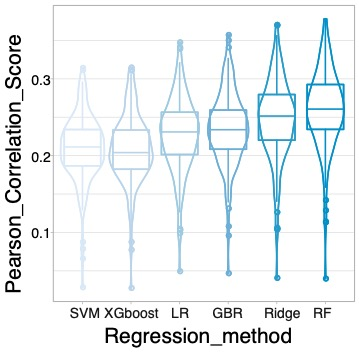 Pearson_Correlation_Score
0.3
0.2
0.1
SVM XGboost LR GBR Ridge RF
Regression_method